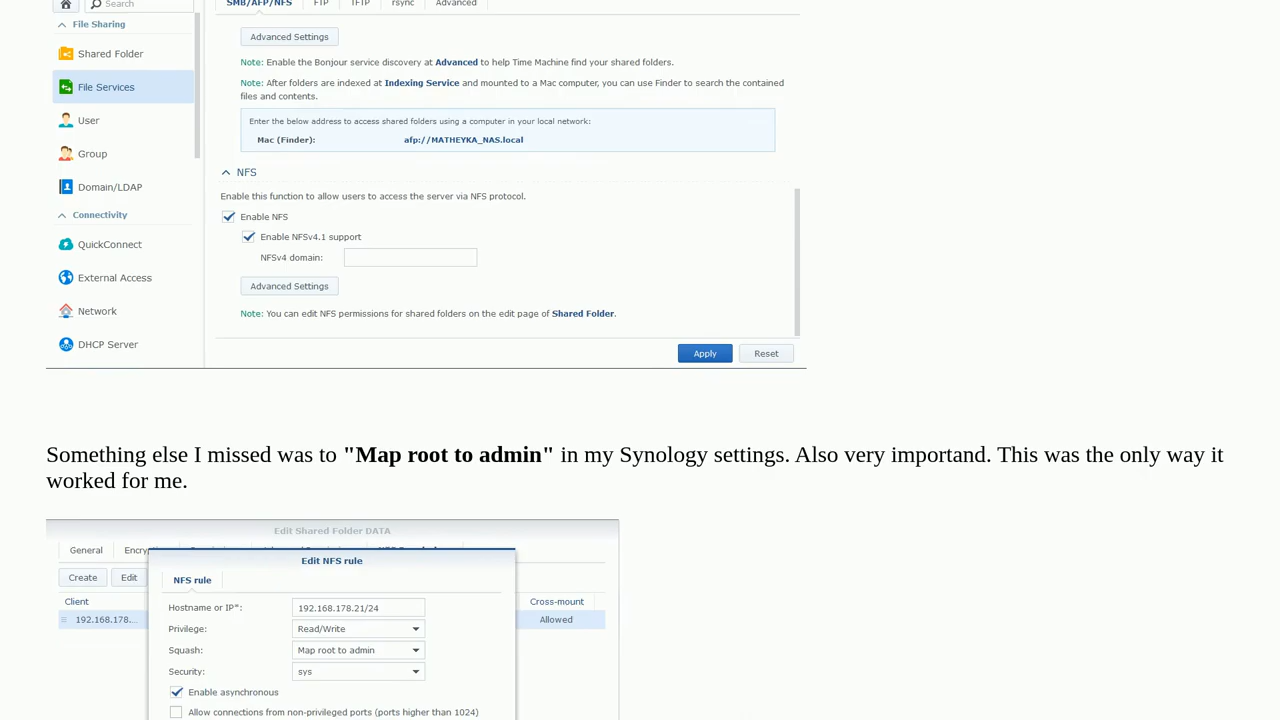 Search
SMB/AFP/NFS FTP TFTP rsync Advanced
File Sharing
Shared Folder
File Services
User
Group
Domain/LDAP
Connectivity
QuickConnect
External Access
Network
DHCP Server
Advanced Settings
Note: Enable the Bonjour service discovery at Advanced to help Time Machine find your shared folders.
Note: After folders are indexed at Indexing Service and mounted to a Mac computer, you can use Finder to search the contained
files and contents.
Enter the below address to access shared folders using a computer in your local network:
Mac (Finder): afp://MATHEYKA_NAS.local
NFS
Enable this function to allow users to access the server via NFS protocol.
Enable NFS
Enable NFSv4.1 support
NFSv4 domain:
Advanced Settings
Note: You can edit NFS permissions for shared folders on the edit page of Shared Folder.
Apply Reset
Something else I missed was to "Map root to admin" in my Synology settings. Also very importand. This was the only way it
worked for me.
Edit Shared Folder DATA
General
Create Edit
Client Cross-mount
192.168.178.... Allowed
Edit NFS rule
NFS rule
Hostname or IP*: 192.168.178.21/24
Privilege: Read/Write
Squash: Map root to admin
Security: sys
Enable asynchronous
Allow connections from non-privileged ports (ports higher than 1024)